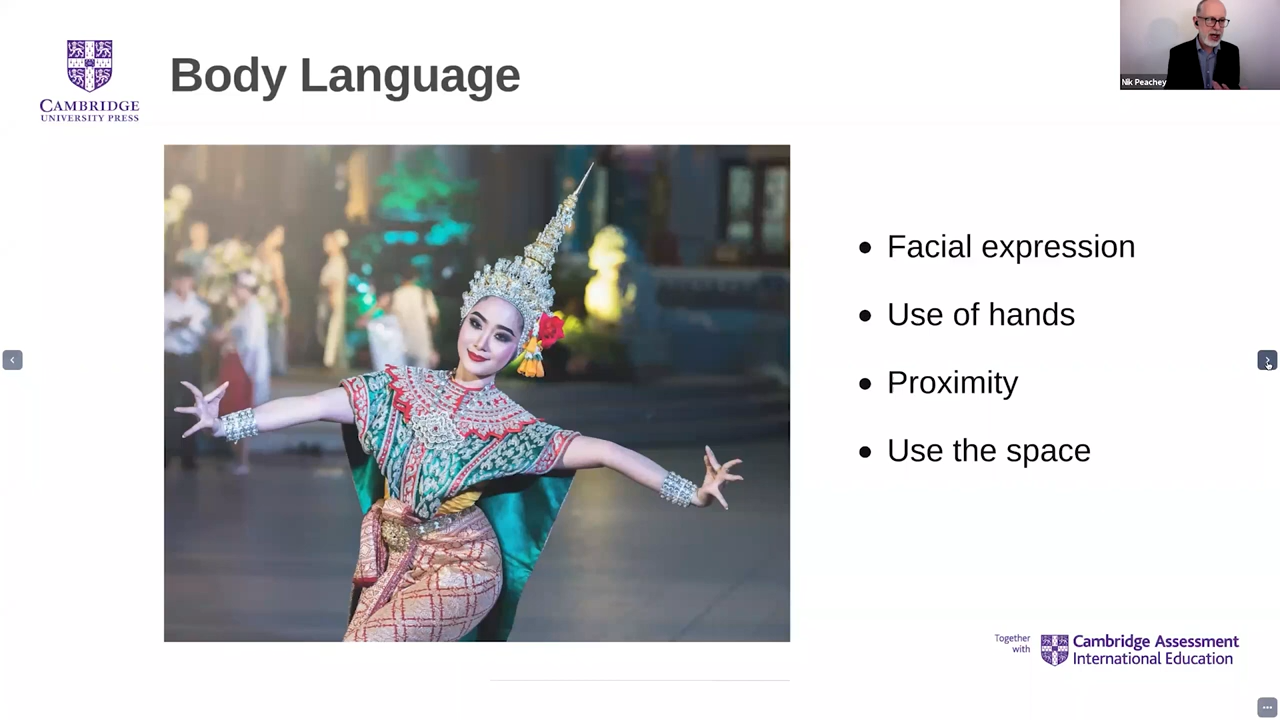 Nik Peachey
CAMBRIDGE
UNIVERSITY PRESS
Body Language
Facial expression
Use of hands
Proximity
Use the space
Together
with
Cambridge Assessment
International Education